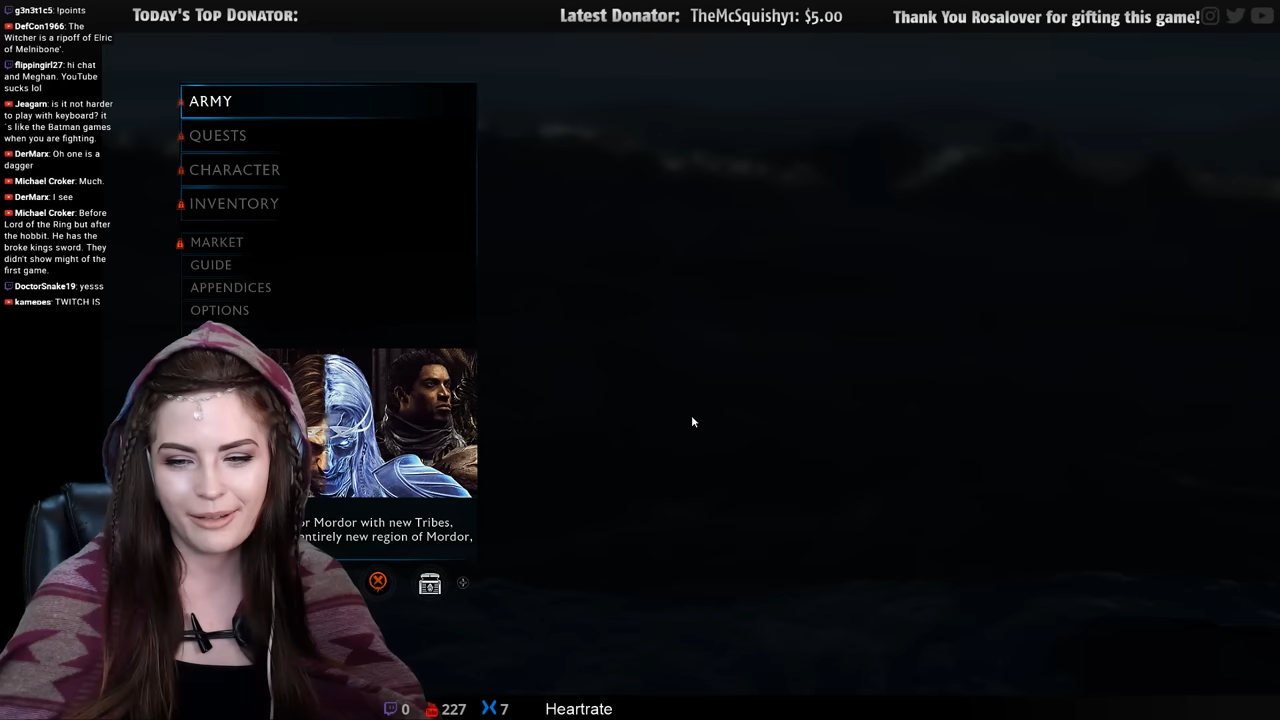 Today's Top Donator:
Latest Donator: TheMcSquishy1: $5.00
Thank You Rosalover for gifting this game!
g3n3t1c5: !points
DefCon1966: The
Witcher is a ripoff of Elric
of Melnibone'.
flippingirl27: hi chat
and Meghan. YouTube
sucks lol
Jeagarn: is it not harder
to play with keyboard? it
´s like the Batman games
when you are fighting.
DerMarx: Oh one is a
dagger
Michael Croker: Much.
DerMarx: I see
Michael Croker: Before
Lord of the Ring but after
the hobbit. He has the
broke kings sword. They
didn't show might of the
first game.
DoctorSnake19: yesss
kamepes: TWITCH IS
ARMY
QUESTS
CHARACTER
INVENTORY
MARKET
GUIDE
APPENDICES
OPTIONS
or Mordor with new Tribes,
entirely new region of Mordor,
0 227 7 Heartrate